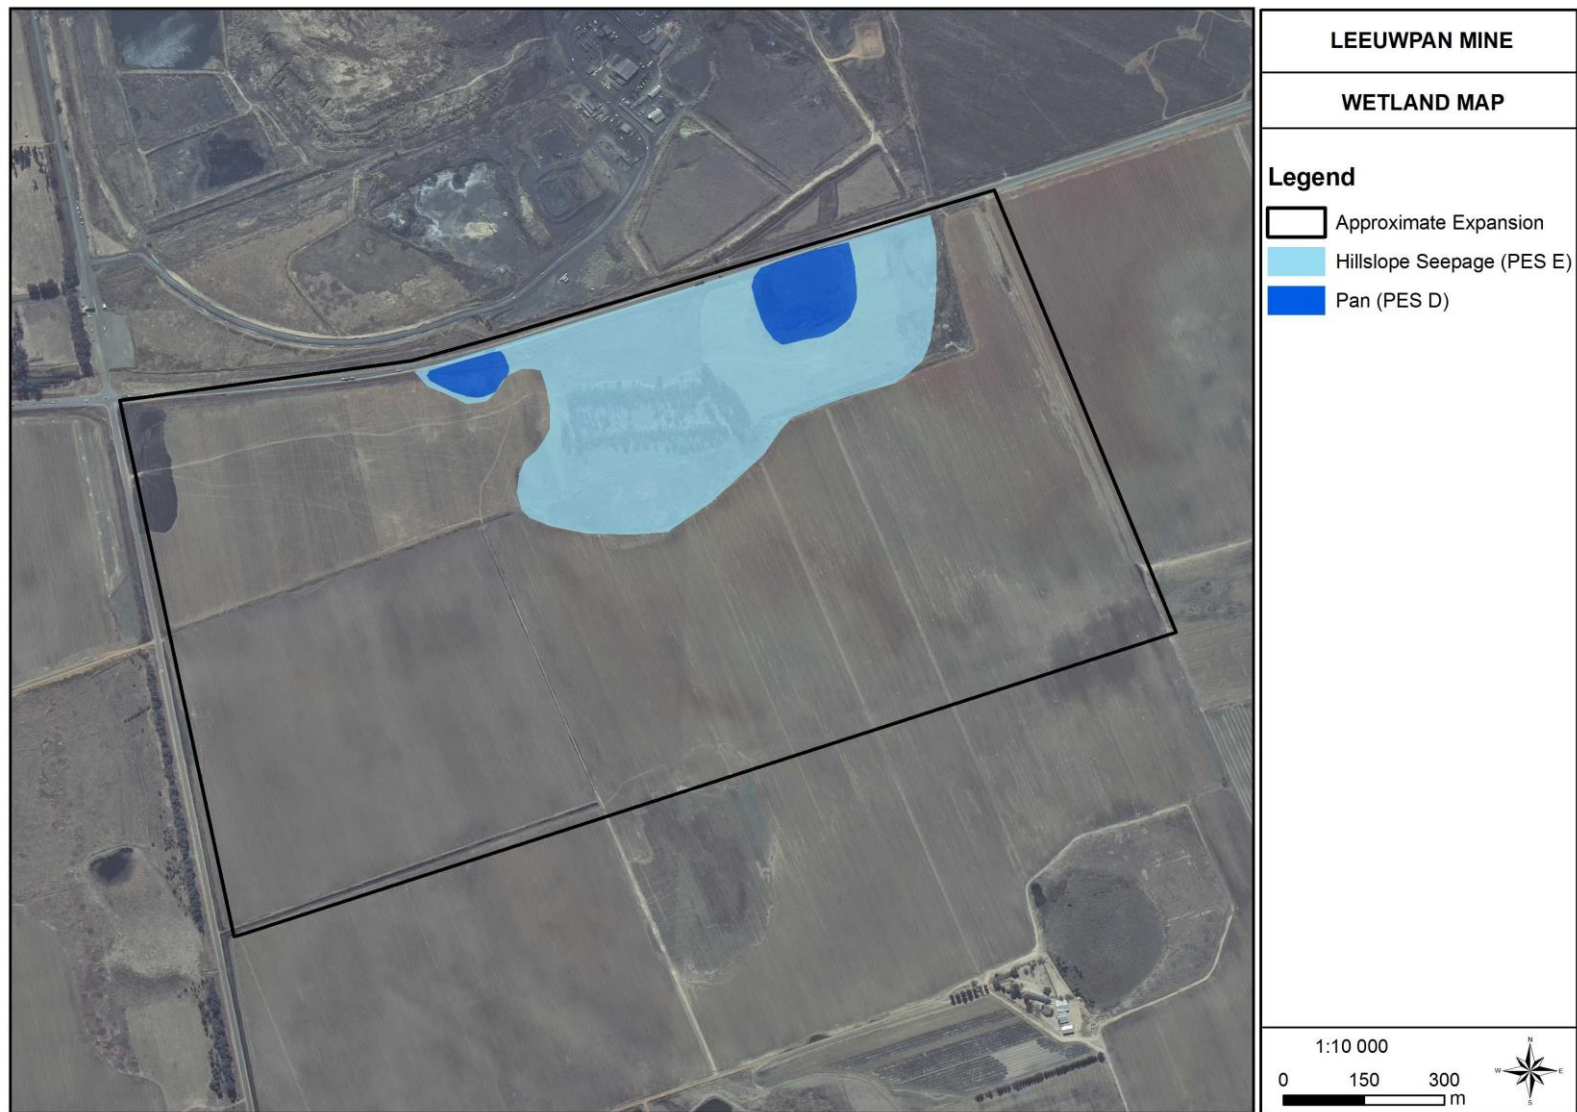 LEEUWPAN MINE
WETLAND MAP
Legend
Approximate Expansion
Hillslope Seepage (PES E)
Pan (PES D)
1:10 000
0 150 300
m
N
W E
S